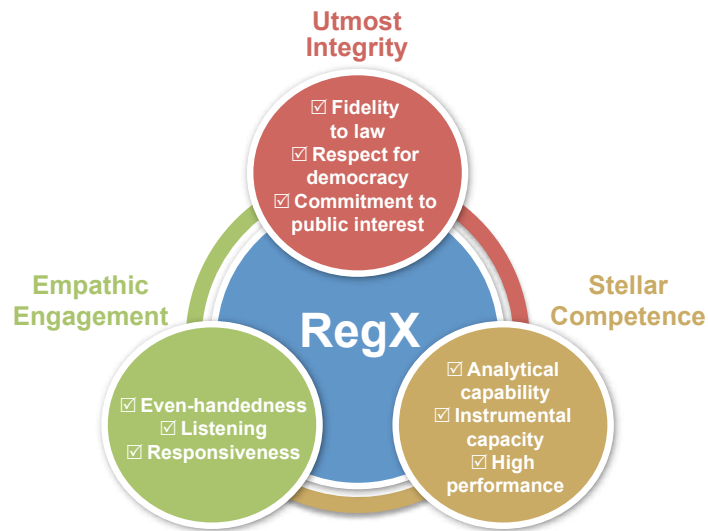 Utmost
Integrity
☑ Fidelity
to law
☑ Respect for
democracy
☑ Commitment to
public interest
Empathic
Engagement
Stellar
Competence
RegX
☑ Even-handedness
☑ Listening
☑ Responsiveness
☑ Analytical
capability
☑ Instrumental
capacity
☑ High
performance